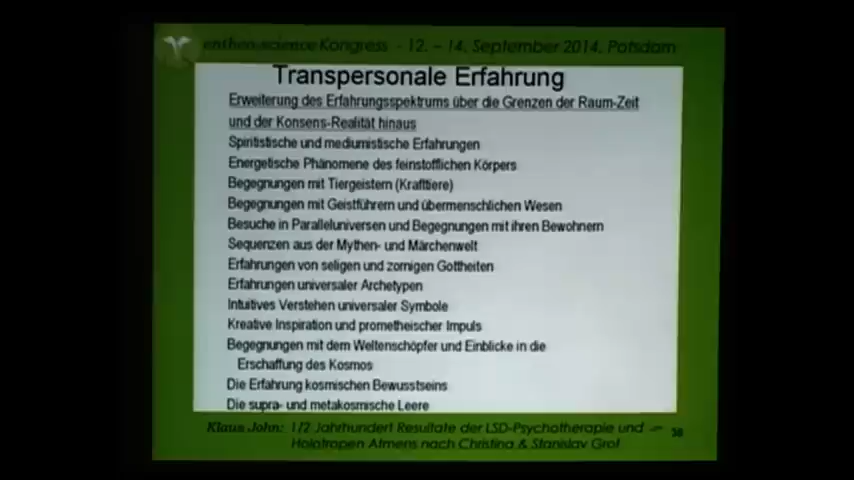 entheo-science Kongress - 12. – 14. September 2014, Potsdam
Transpersonale Erfahrung
Erweiterung des Erfahrungsspektrums über die Grenzen der Raum-Zeit
und der Konsens-Realität hinaus
Spiritistische und mediumistische Erfahrungen
Energetische Phänomene des feinstofflichen Körpers
Begegnungen mit Tiergeistern (Krafttiere)
Begegnungen mit Geistführern und übermenschlichen Wesen
Besuche in Paralleluniversen und Begegnungen mit ihren Bewohnern
Sequenzen aus der Mythen- und Märchenwelt
Erfahrungen von seligen und zornigen Gottheiten
Erfahrungen universaler Archetypen
Intuitives Verstehen universaler Symbole
Kreative Inspiration und prometheischer Impuls
Begegnungen mit dem Weltenschöpfer und Einblicke in die
Erschaffung des Kosmos
Die Erfahrung kosmischen Bewusstseins
Die supra- und metakosmische Leere
Klaus John: 1/2 Jahrhundert Resultate der LSD-Psychotherapie und
Holotropen Atmens nach Christina & Stanislav Grof
38